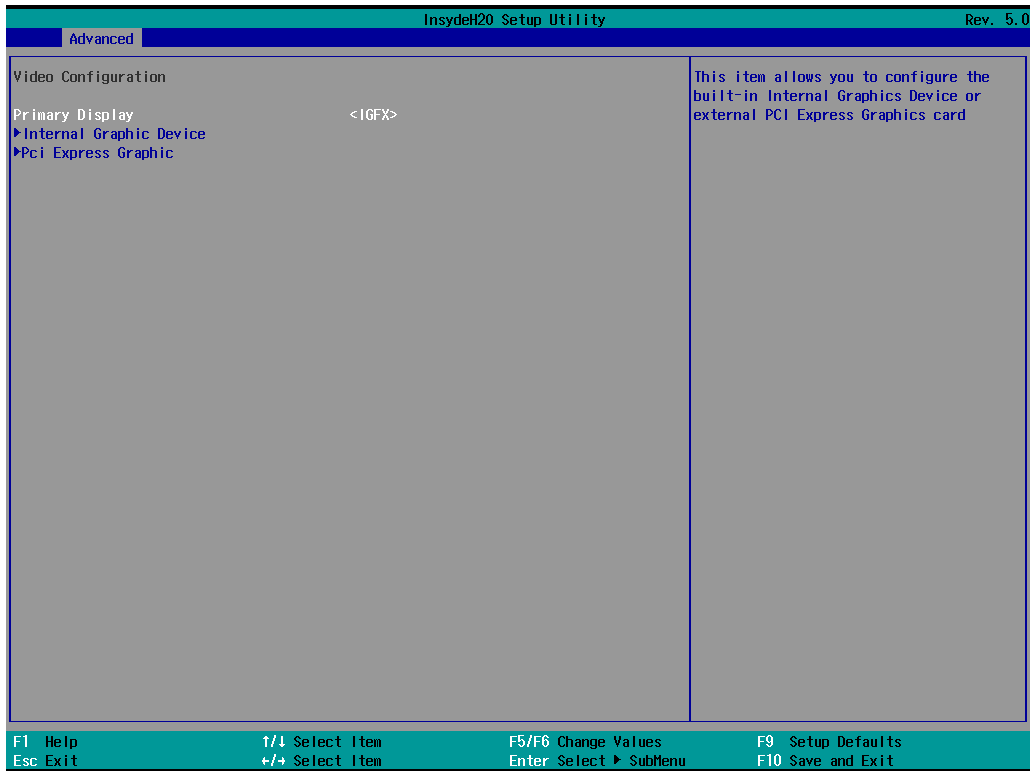 InsydeH2O Setup Utility Rev. 5.0
Advanced
Video Configuration
Primary Display <IGFX>
Internal Graphic Device
Pci Express Graphic
This item allows you to configure the
built-in Internal Graphics Device or
external PCI Express Graphics card
F1 Help ↑/↓ Select Item F5/F6 Change Values F9 Setup Defaults
Esc Exit ←/→ Select Item Enter Select ▶ SubMenu F10 Save and Exit